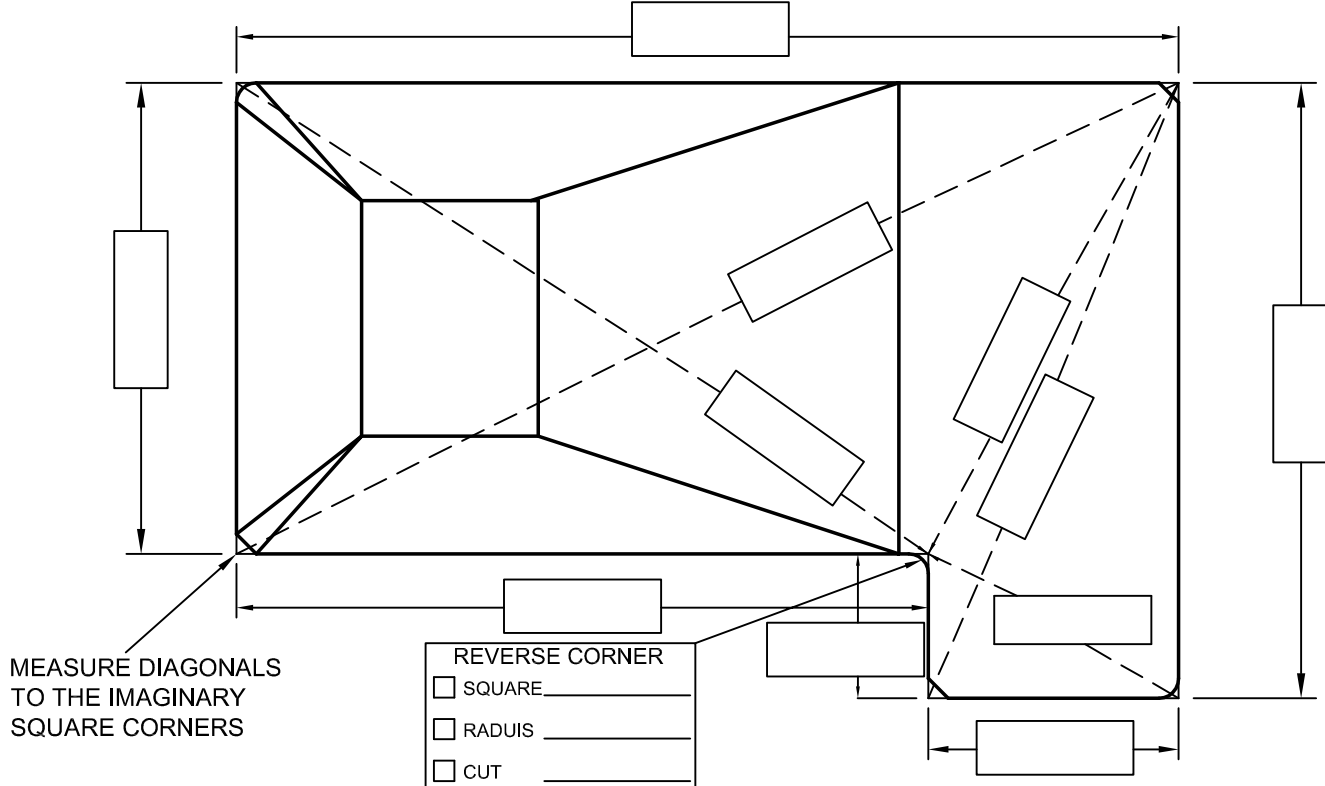 MEASURE DIAGONALS
TO THE IMAGINARY
SQUARE CORNERS
REVERSE CORNER
SQUARE
RADUIS
CUT